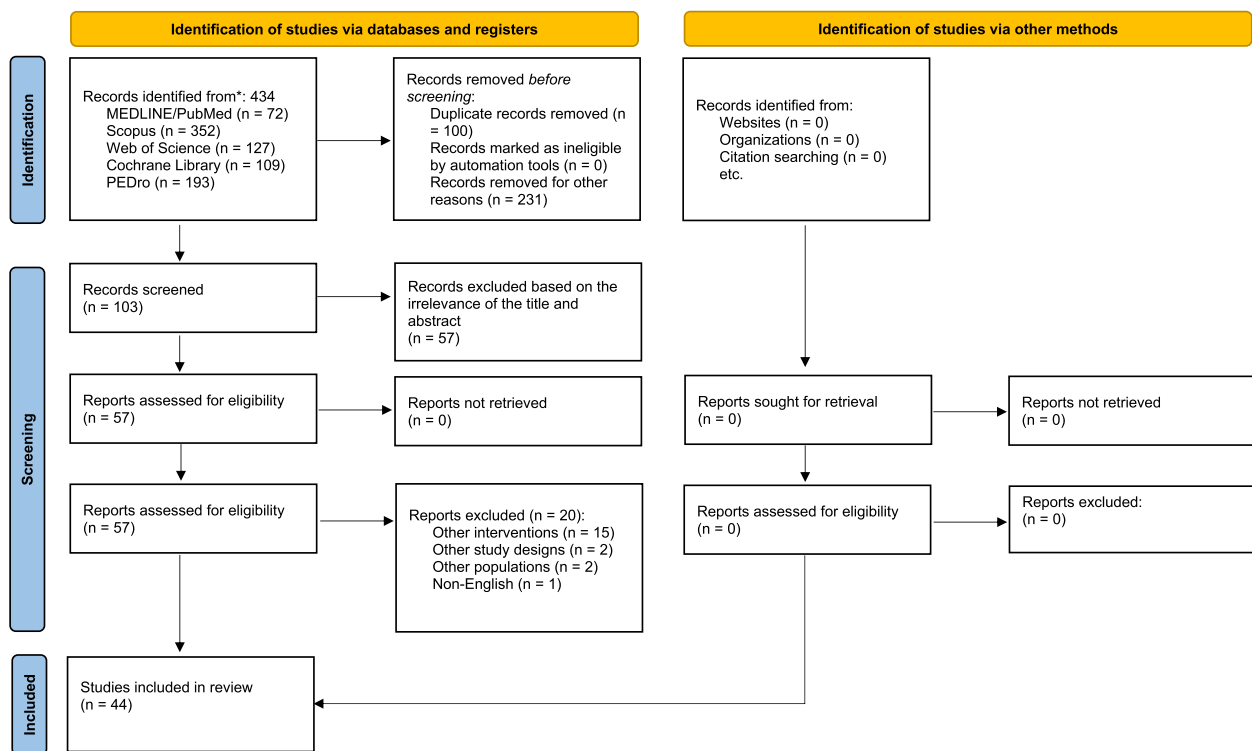 Identification of studies via databases and registers
Identification of studies via other methods
Identification
Records identified from*: 434
MEDLINE/PubMed (n = 72)
Scopus (n = 352)
Web of Science (n = 127)
Cochrane Library (n = 109)
PEDro (n = 193)
Records removed before
screening:
Duplicate records removed (n
= 100)
Records marked as ineligible
by automation tools (n = 0)
Records removed for other
reasons (n = 231)
Records identified from:
Websites (n = 0)
Organizations (n = 0)
Citation searching (n = 0)
etc.
Screening
Records screened
(n = 103)
Records excluded based on the
irrelevance of the title and
abstract
(n = 57)
Reports assessed for eligibility
(n = 57)
Reports not retrieved
(n = 0)
Reports sought for retrieval
(n = 0)
Reports not retrieved
(n = 0)
Reports assessed for eligibility
(n = 57)
Reports excluded (n = 20):
Other interventions (n = 15)
Other study designs (n = 2)
Other populations (n = 2)
Non-English (n = 1)
Reports assessed for eligibility
(n = 0)
Reports excluded:
(n = 0)
Included
Studies included in review
(n = 44)